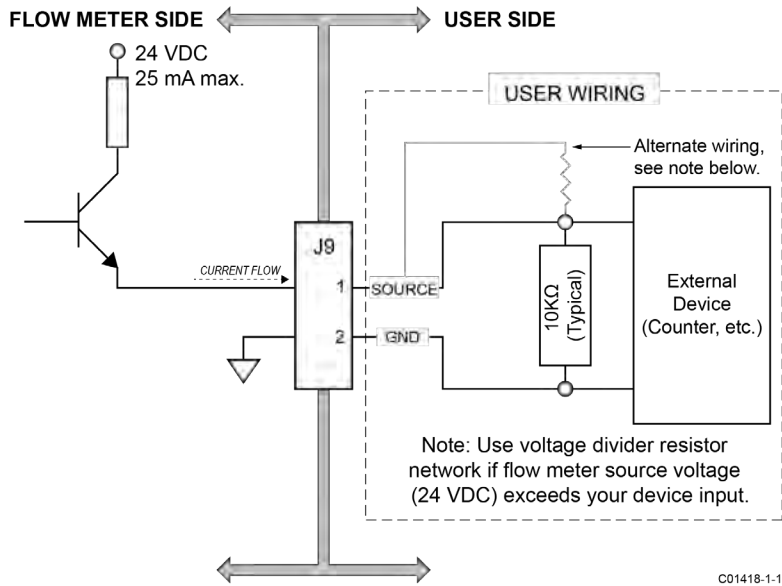 FLOW METER SIDE
USER SIDE
24 VDC
25 mA max.
USER WIRING
Alternate wiring,
see note below.
J9
CURRENT FLOW
1
SOURCE
2
GND
10KΩ
(Typical)
External
Device
(Counter, etc.)
Note: Use voltage divider resistor
network if flow meter source voltage
(24 VDC) exceeds your device input.
C01418-1-1